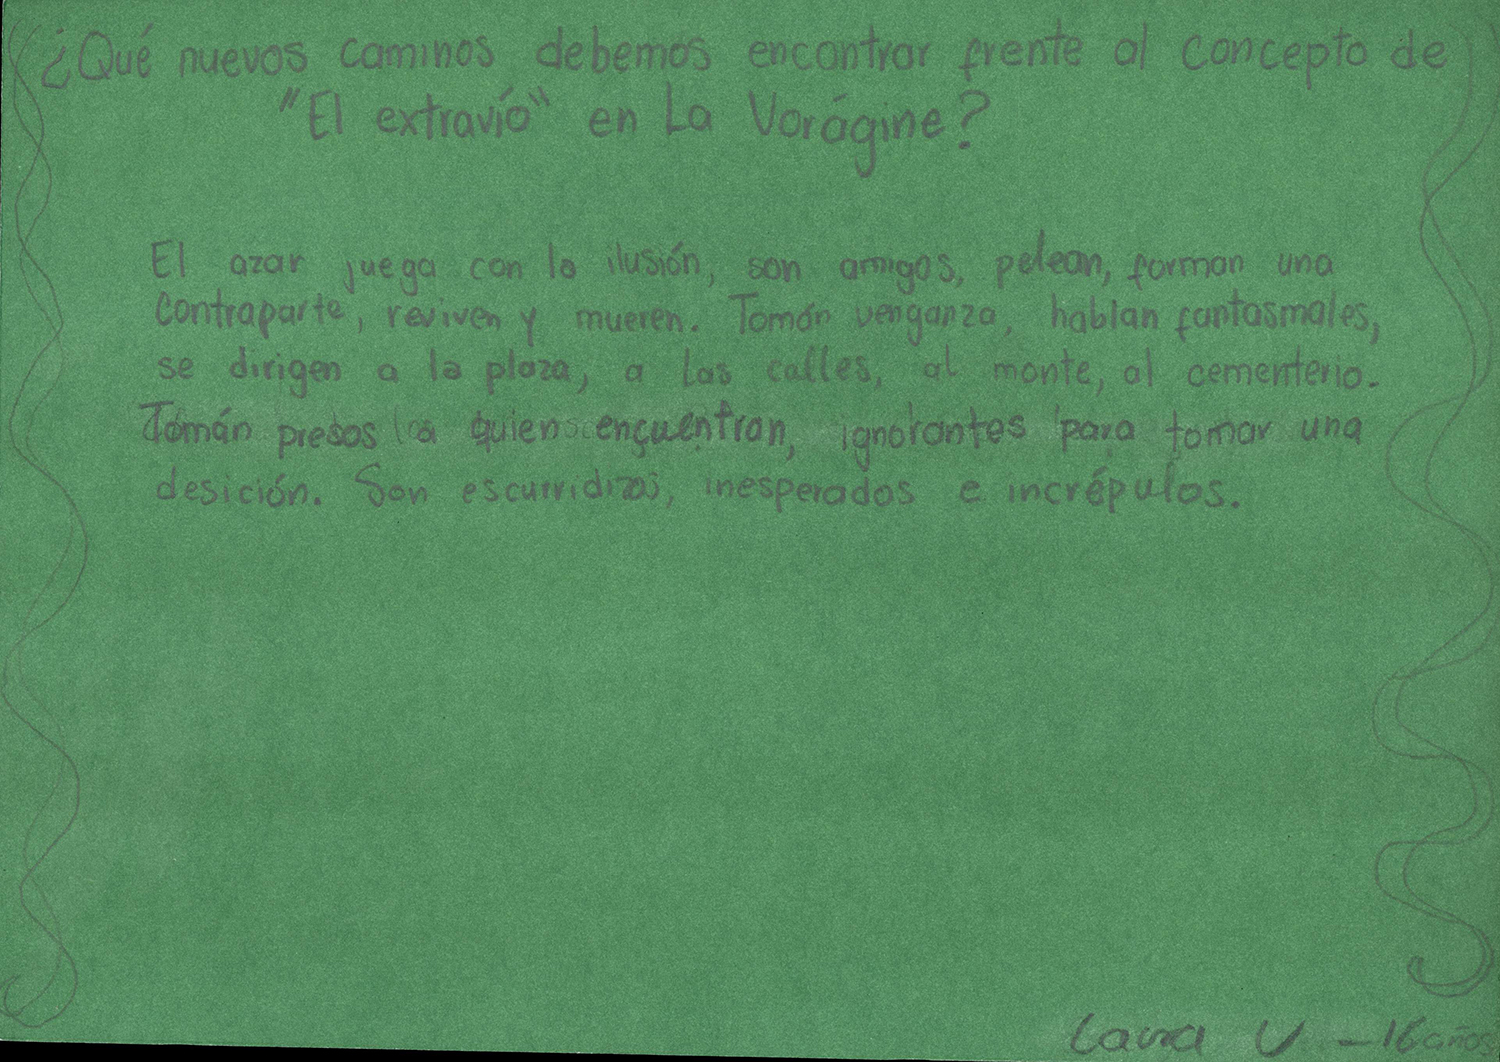 ¿Qué nuevos caminos debemos encontrar frente al concepto de
"El extravío" en La Vorágine?
El azar juega con la ilusión, son amigos, pelean, forman una
contraparte, reviven y mueren. Tomán venganza, hablan fantasmales,
se dirigen a la plaza, a las calles, al monte, al cementerio.
Tomán presos a quien encuentran, ignorantes para tomar una
desición. Son escurridizos, inesperados e incrépulos.
Laura V - 16 años